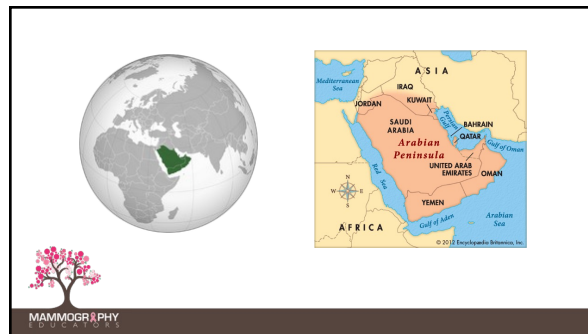 ASIA
Mediterranean
Sea
IRAQ
JORDAN
KUWAIT
Persian
Gulf
BAHRAIN
SAUDI
ARABIA
QATAR
Gulf of Oman
Arabian
Peninsula
UNITED ARAB
EMIRATES
OMAN
Red Sea
N
W
E
S
YEMEN
Arabian
Sea
AFRICA
Gulf of Aden
© 2012 Encyclopædia Britannica, Inc.
MAMMOGRAPHY
EDUCATORS